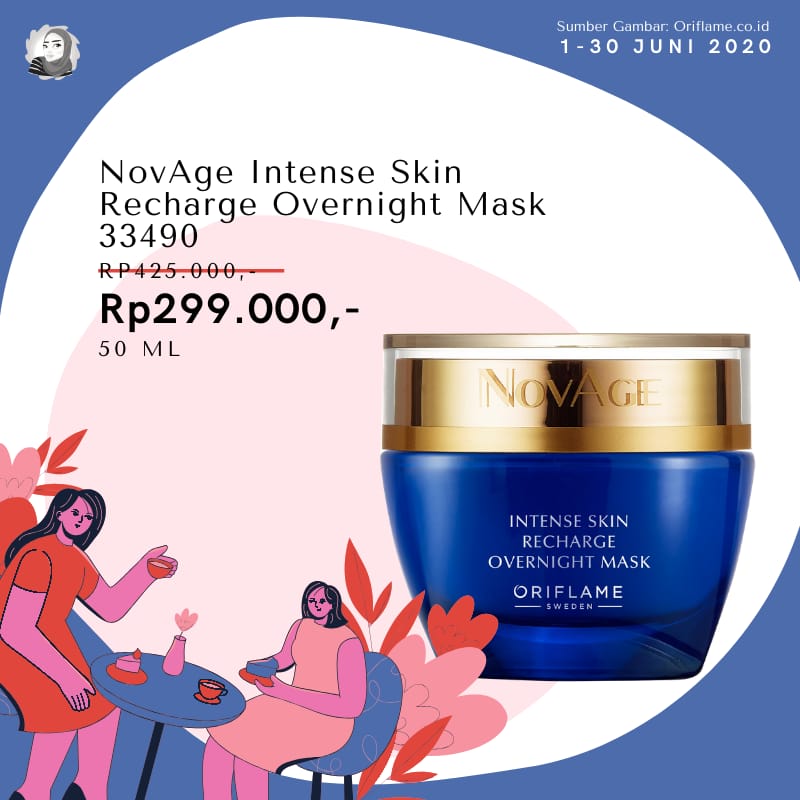 Sumber Gambar: Oriflame.co.id
1-30 JUNI 2020
NovAge Intense Skin
Recharge Overnight Mask
33490
RP425.000,-
Rp299.000,-
50 ML
NOVAGE
INTENSE SKIN
RECHARGE
OVERNIGHT MASK
ORIFLAME
SWEDEN